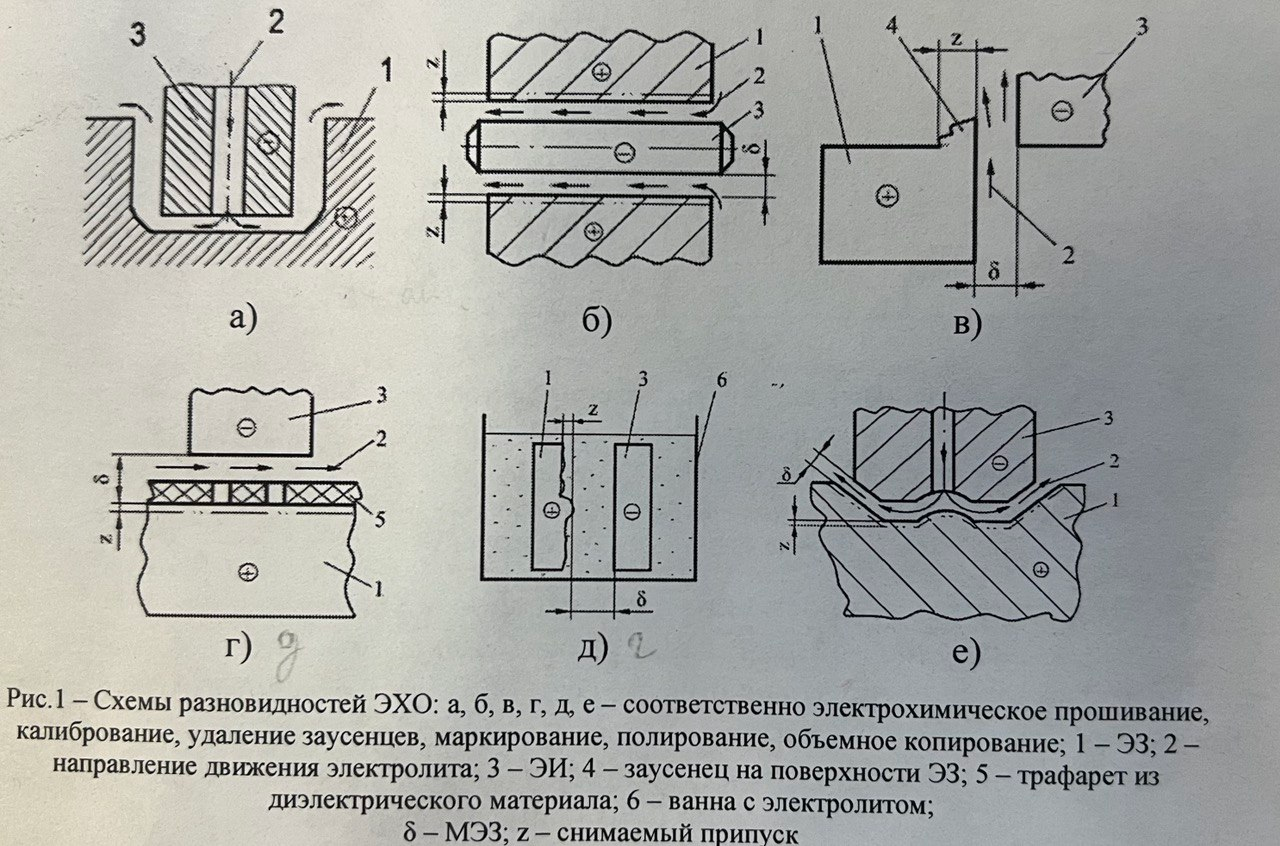 3 2 1
1 2 3 z δ z
1 4 z 3 2 δ
а) б) в)
3 2 δ 5 z 1
1 z 3 6 δ
3 δ 2 1 z
г) д д) г е)
Рис.1 – Схемы разновидностей ЭХО: а, б, в, г, д, е – соответственно электрохимическое прошивание,
калибрование, удаление заусенцев, маркирование, полирование, объемное копирование; 1 – ЭЗ; 2 –
направление движения электролита; 3 – ЭИ; 4 – заусенец на поверхности ЭЗ; 5 – трафарет из
диэлектрического материала; 6 – ванна с электролитом;
δ – МЭЗ; z – снимаемый припуск